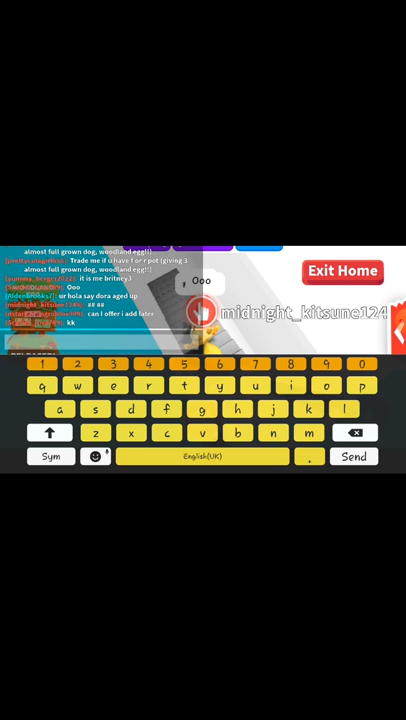 almost full grown dog, woodland egg!!)
Trade me if u have f or r pot (giving 3
almost full grown dog, woodland egg!!)
it is me britney3
Ooo
ur hola say dora aged up
[midnight_kitsune124]: ## ##
can I offer i add later
kk
, Ooo
Exit Home
midnight_kitsune124
1 2 3 4 5 6 7 8 9 0
q w e r t y u i o p
a s d f g h j k l
z x c v b n m
Sym English(UK) . Send